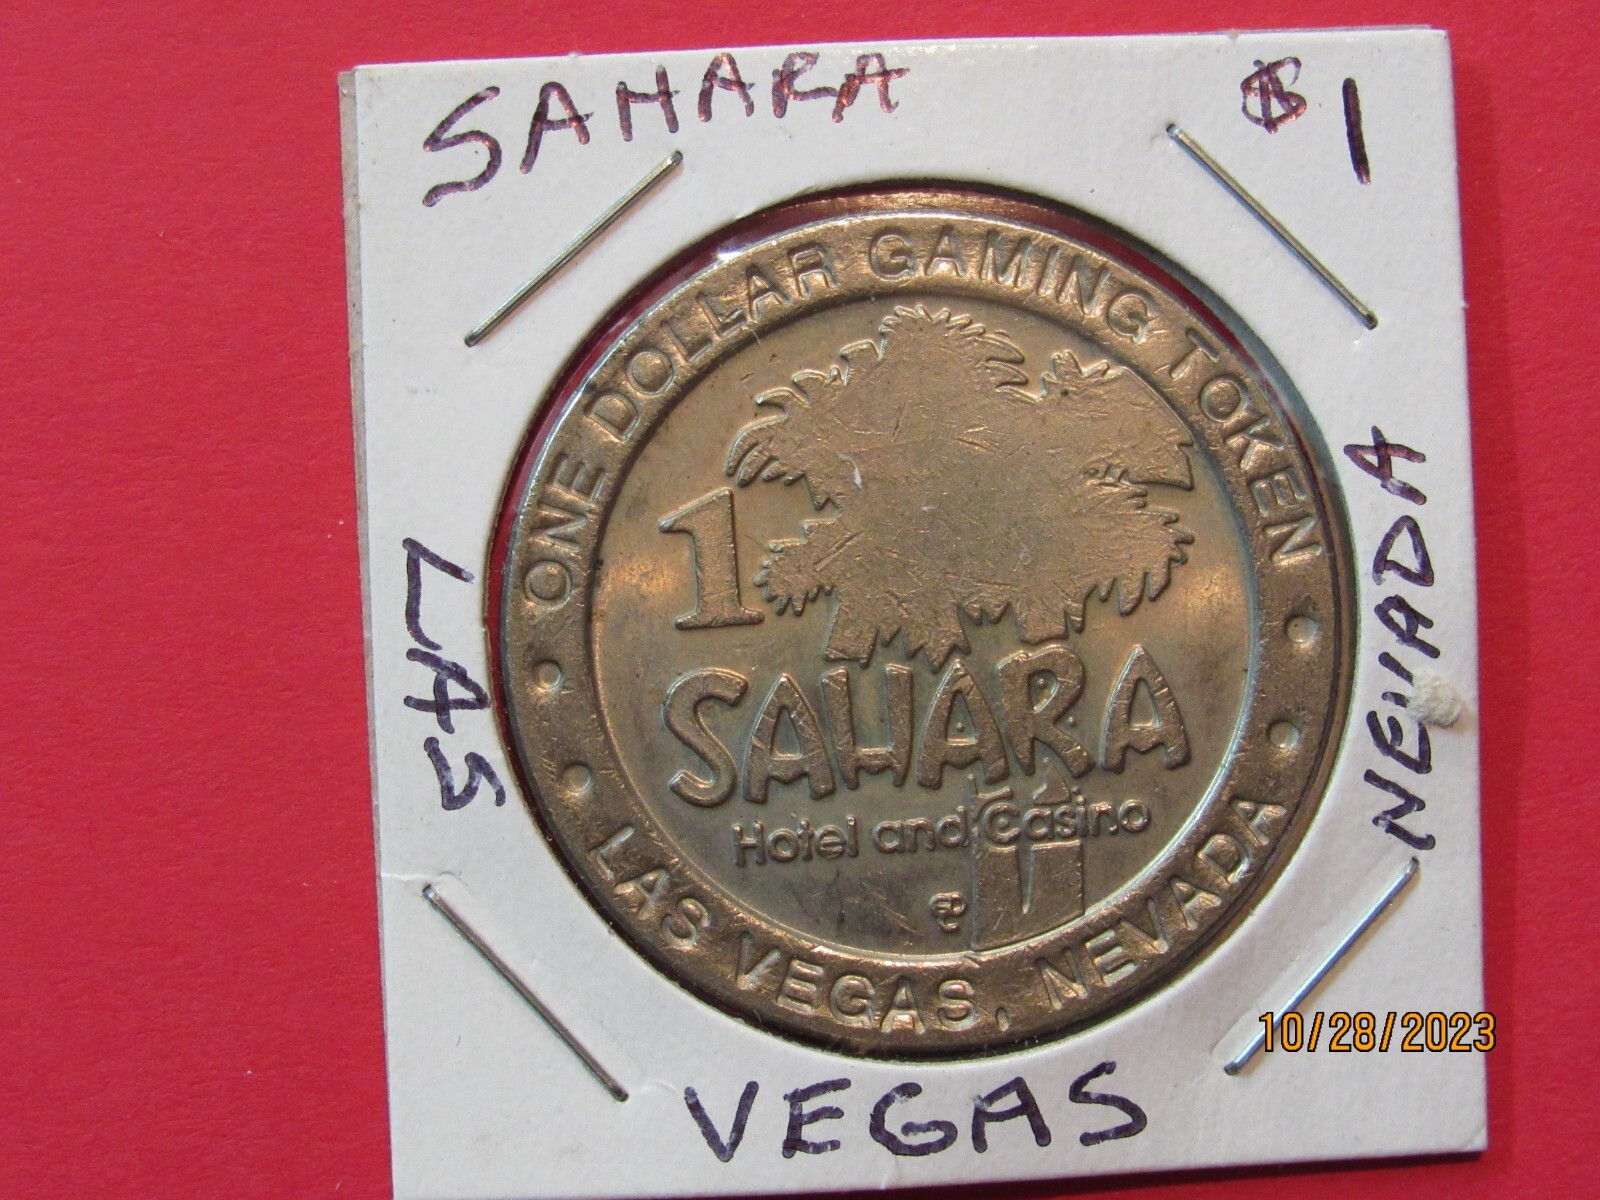 SAHARA $1
LAS
VEGAS
NEVADA
ONE DOLLAR GAMING TOKEN
1
SAHARA
Hotel and Casino
LAS VEGAS, NEVADA
10/28/2023